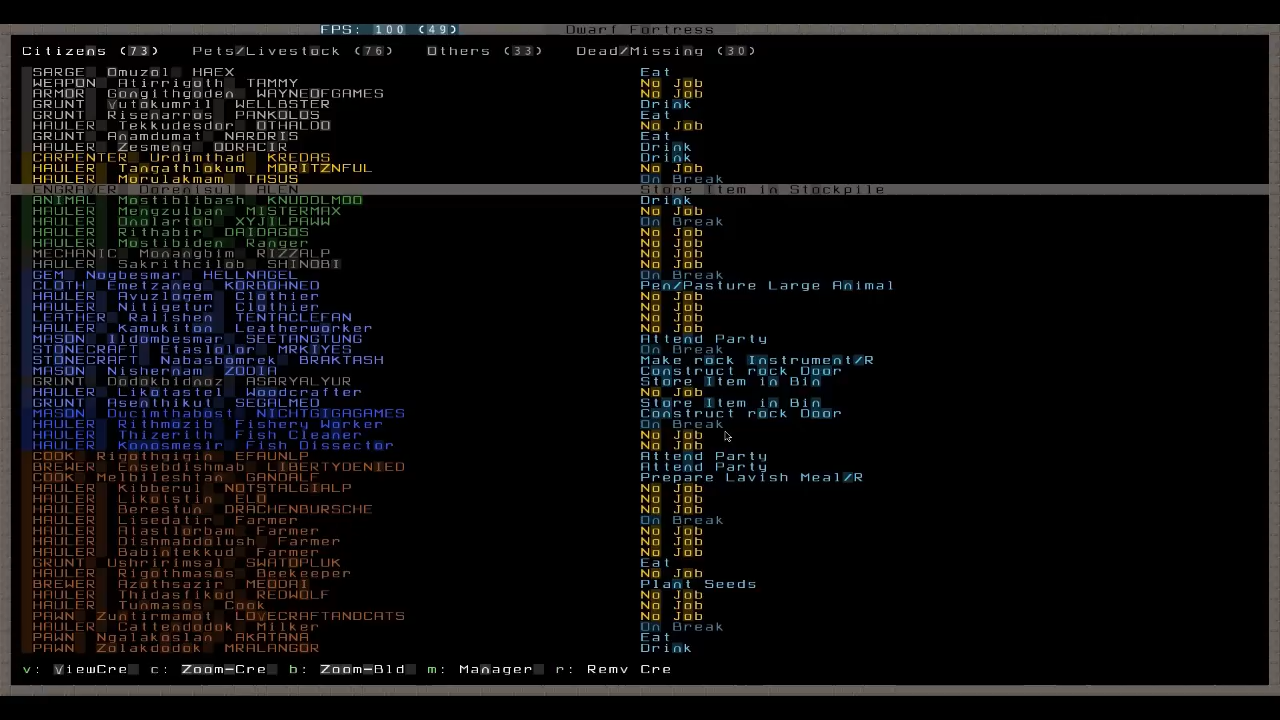 FPS: 100 (49) Dwarf Fortress
Citizens (73) Pets/Livestock (76) Others (33) Dead/Missing (30)
SARGE Omuzol HAEX Eat
WEAPON Atirrigoth TAMMY No Job
ARMOR Gongithgoden WAYNEOFGAMES No Job
GRUNT Vutokumril WELLBSTER Drink
GRUNT Risenarros PANKOLOS Eat
HAULER Tekkudesdor OTHALDO No Job
GRUNT Anamdumat NARDRIS Eat
HAULER Zesmeng ODRACIR Drink
CARPENTER Urdimthad KREDAS Drink
HAULER Tangathlokum MORITZNFUL No Job
HAULER Morulakmam TASUS On Break
ENGRAVER Dorenisul ALEN Store Item in Stockpile
ANIMAL Mostiblibash KNUDDLMOO Drink
HAULER Mengzulban MISTERMAX No Job
HAULER Onolartob XYJILPAWW On Break
HAULER Rithabir DAIDAGOS No Job
HAULER Mostibiden Ranger No Job
MECHANIC Monangbim RIZZALP No Job
HAULER Sakrithcilob SHINOBI No Job
GEM Nogbesmar HELLNAGEL On Break
CLOTH Emetzaneg KORBOHNED Pen/Pasture Large Animal
HAULER Avuzlogem Clothier No Job
HAULER Nitigetur Clothier No Job
LEATHER Ralishen TENTACLEFAN No Job
HAULER Kamukiton Leatherworker No Job
MASON Ildombesmar SEETANGTUNG Attend Party
STONECRAFT Etaslolor MRKIYES On Break
STONECRAFT Nabasbomrek BRAKTASH Make rock Instrument/R
MASON Nishernam ZODIA Construct rock Door
GRUNT Dodokbidnoz ASARYALYUR Store Item in Bin
HAULER Likotastel Woodcrafter No Job
GRUNT Asenthikut SEGALMED Store Item in Bin
MASON Ducimthabost NICHTGIGAGAMES Construct rock Door
HAULER Rithmozib Fishery Worker On Break
HAULER Thizerith Fish Cleaner No Job
HAULER Konosmesir Fish Dissector No Job
COOK Rigothgigin EFAUNLP Attend Party
BREWER Ensebdishmab LIBERTYDENIED Attend Party
COOK Melbileshtan GANDALF Prepare Lavish Meal/R
HAULER Kibberul NOTSTALGIALP No Job
HAULER Likotstin ELO No Job
HAULER Berestun DRACHENBURSCHE No Job
HAULER Lisedatir Farmer On Break
HAULER Atastlorbam Farmer No Job
HAULER Dishmabdolush Farmer No Job
HAULER Babintekkud Farmer No Job
GRUNT Ushririmsal SWATOPLUK Eat
HAULER Rigothmosos Beekeeper No Job
BREWER Azothsazir MEDDAI Plant Seeds
HAULER Thidasfikod REDWOLF No Job
HAULER Tunmosos Cook No Job
PAWN Zuntirmamot LOVECRAFTANDCATS No Job
HAULER Cattendodok Milker On Break
PAWN Ngalakoslan AKATANA Eat
PAWN Zolakdodok MRALANGOR Drink
v: ViewCre c: Zoom-Cre b: Zoom-Bld m: Manager r: Remv Cre